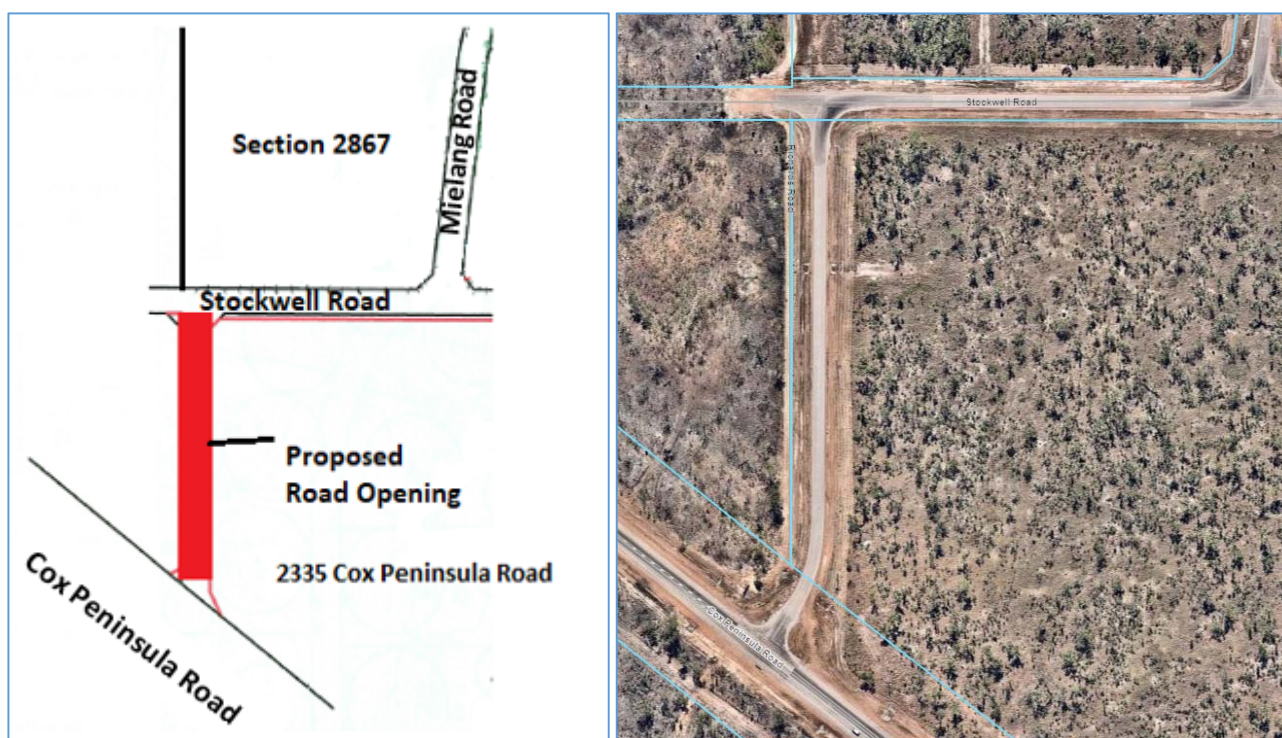 Section 2867
Mielang Road
Stockwell Road
Proposed
Road Opening
2335 Cox Peninsula Road
Cox Peninsula Road
Stockwell Road
Cox Peninsula Road